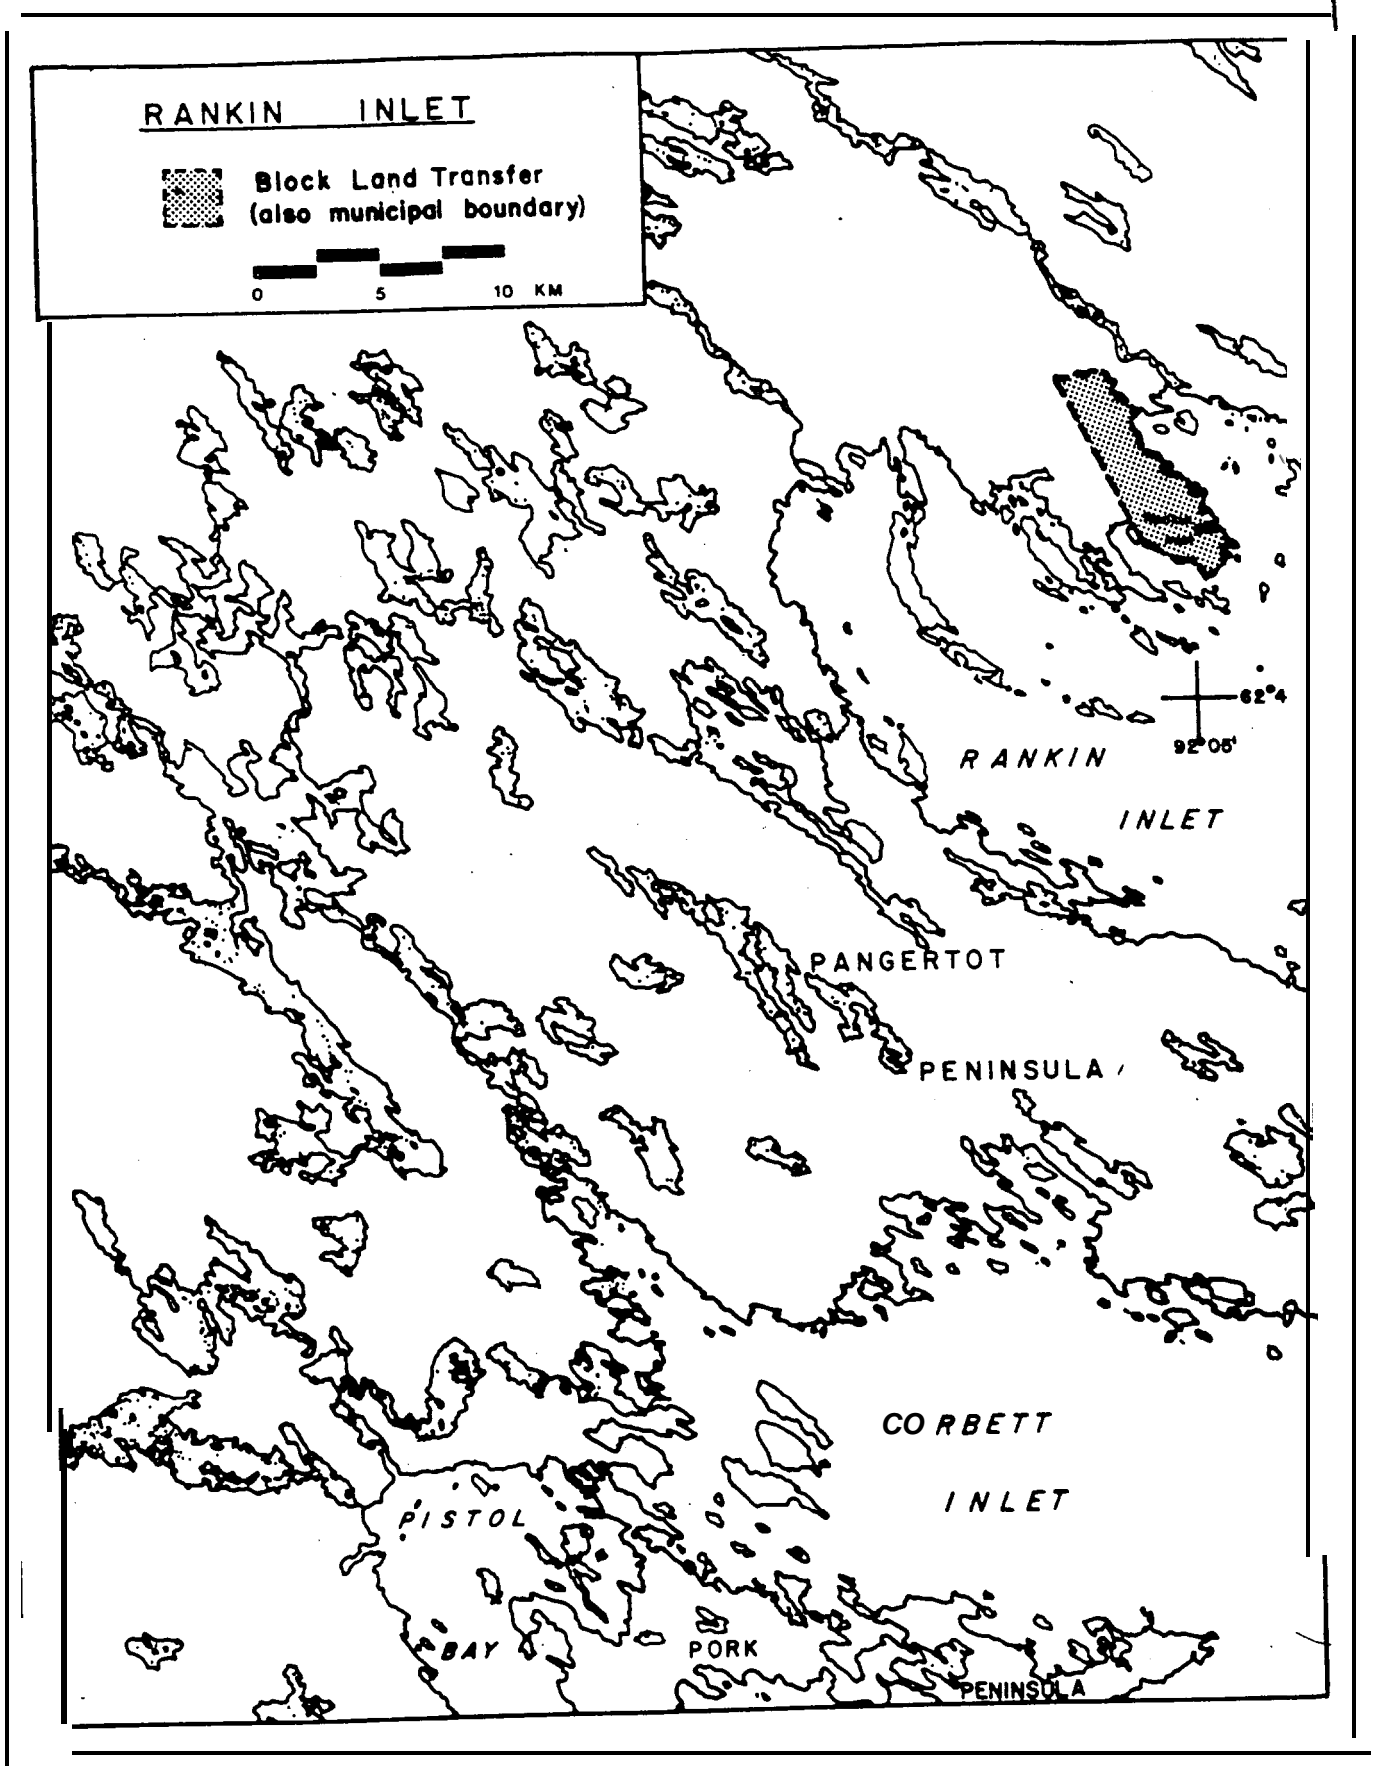 RANKIN INLET
Block Land Transfer
(also municipal boundary)
0 5 10 KM
62°4
92°05'
RANKIN
INLET
PANGERTOT
PENINSULA
CORBETT
INLET
PISTOL
BAY
PORK
PENINSULA